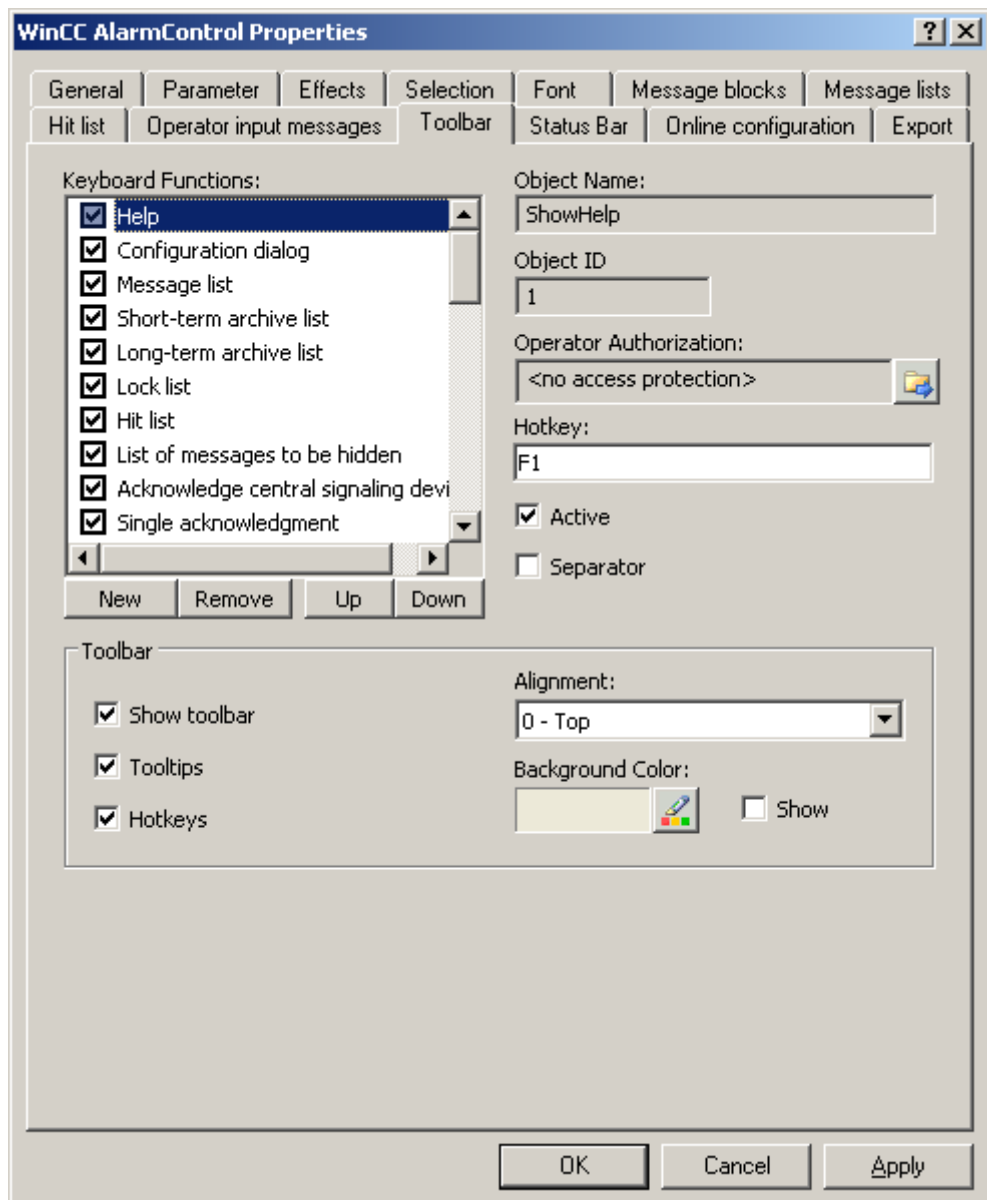 WinCC AlarmControl Properties
General Parameter Effects Selection Font Message blocks Message lists
Hit list Operator input messages Toolbar Status Bar Online configuration Export
Keyboard Functions:
Help
Configuration dialog
Message list
Short-term archive list
Long-term archive list
Lock list
Hit list
List of messages to be hidden
Acknowledge central signaling devi
Single acknowledgment
New Remove Up Down
Object Name:
ShowHelp
Object ID
1
Operator Authorization:
<no access protection>
Hotkey:
F1
Active
Separator
Toolbar
Show toolbar
Tooltips
Hotkeys
Alignment:
0 - Top
Background Color:
Show
OK Cancel Apply